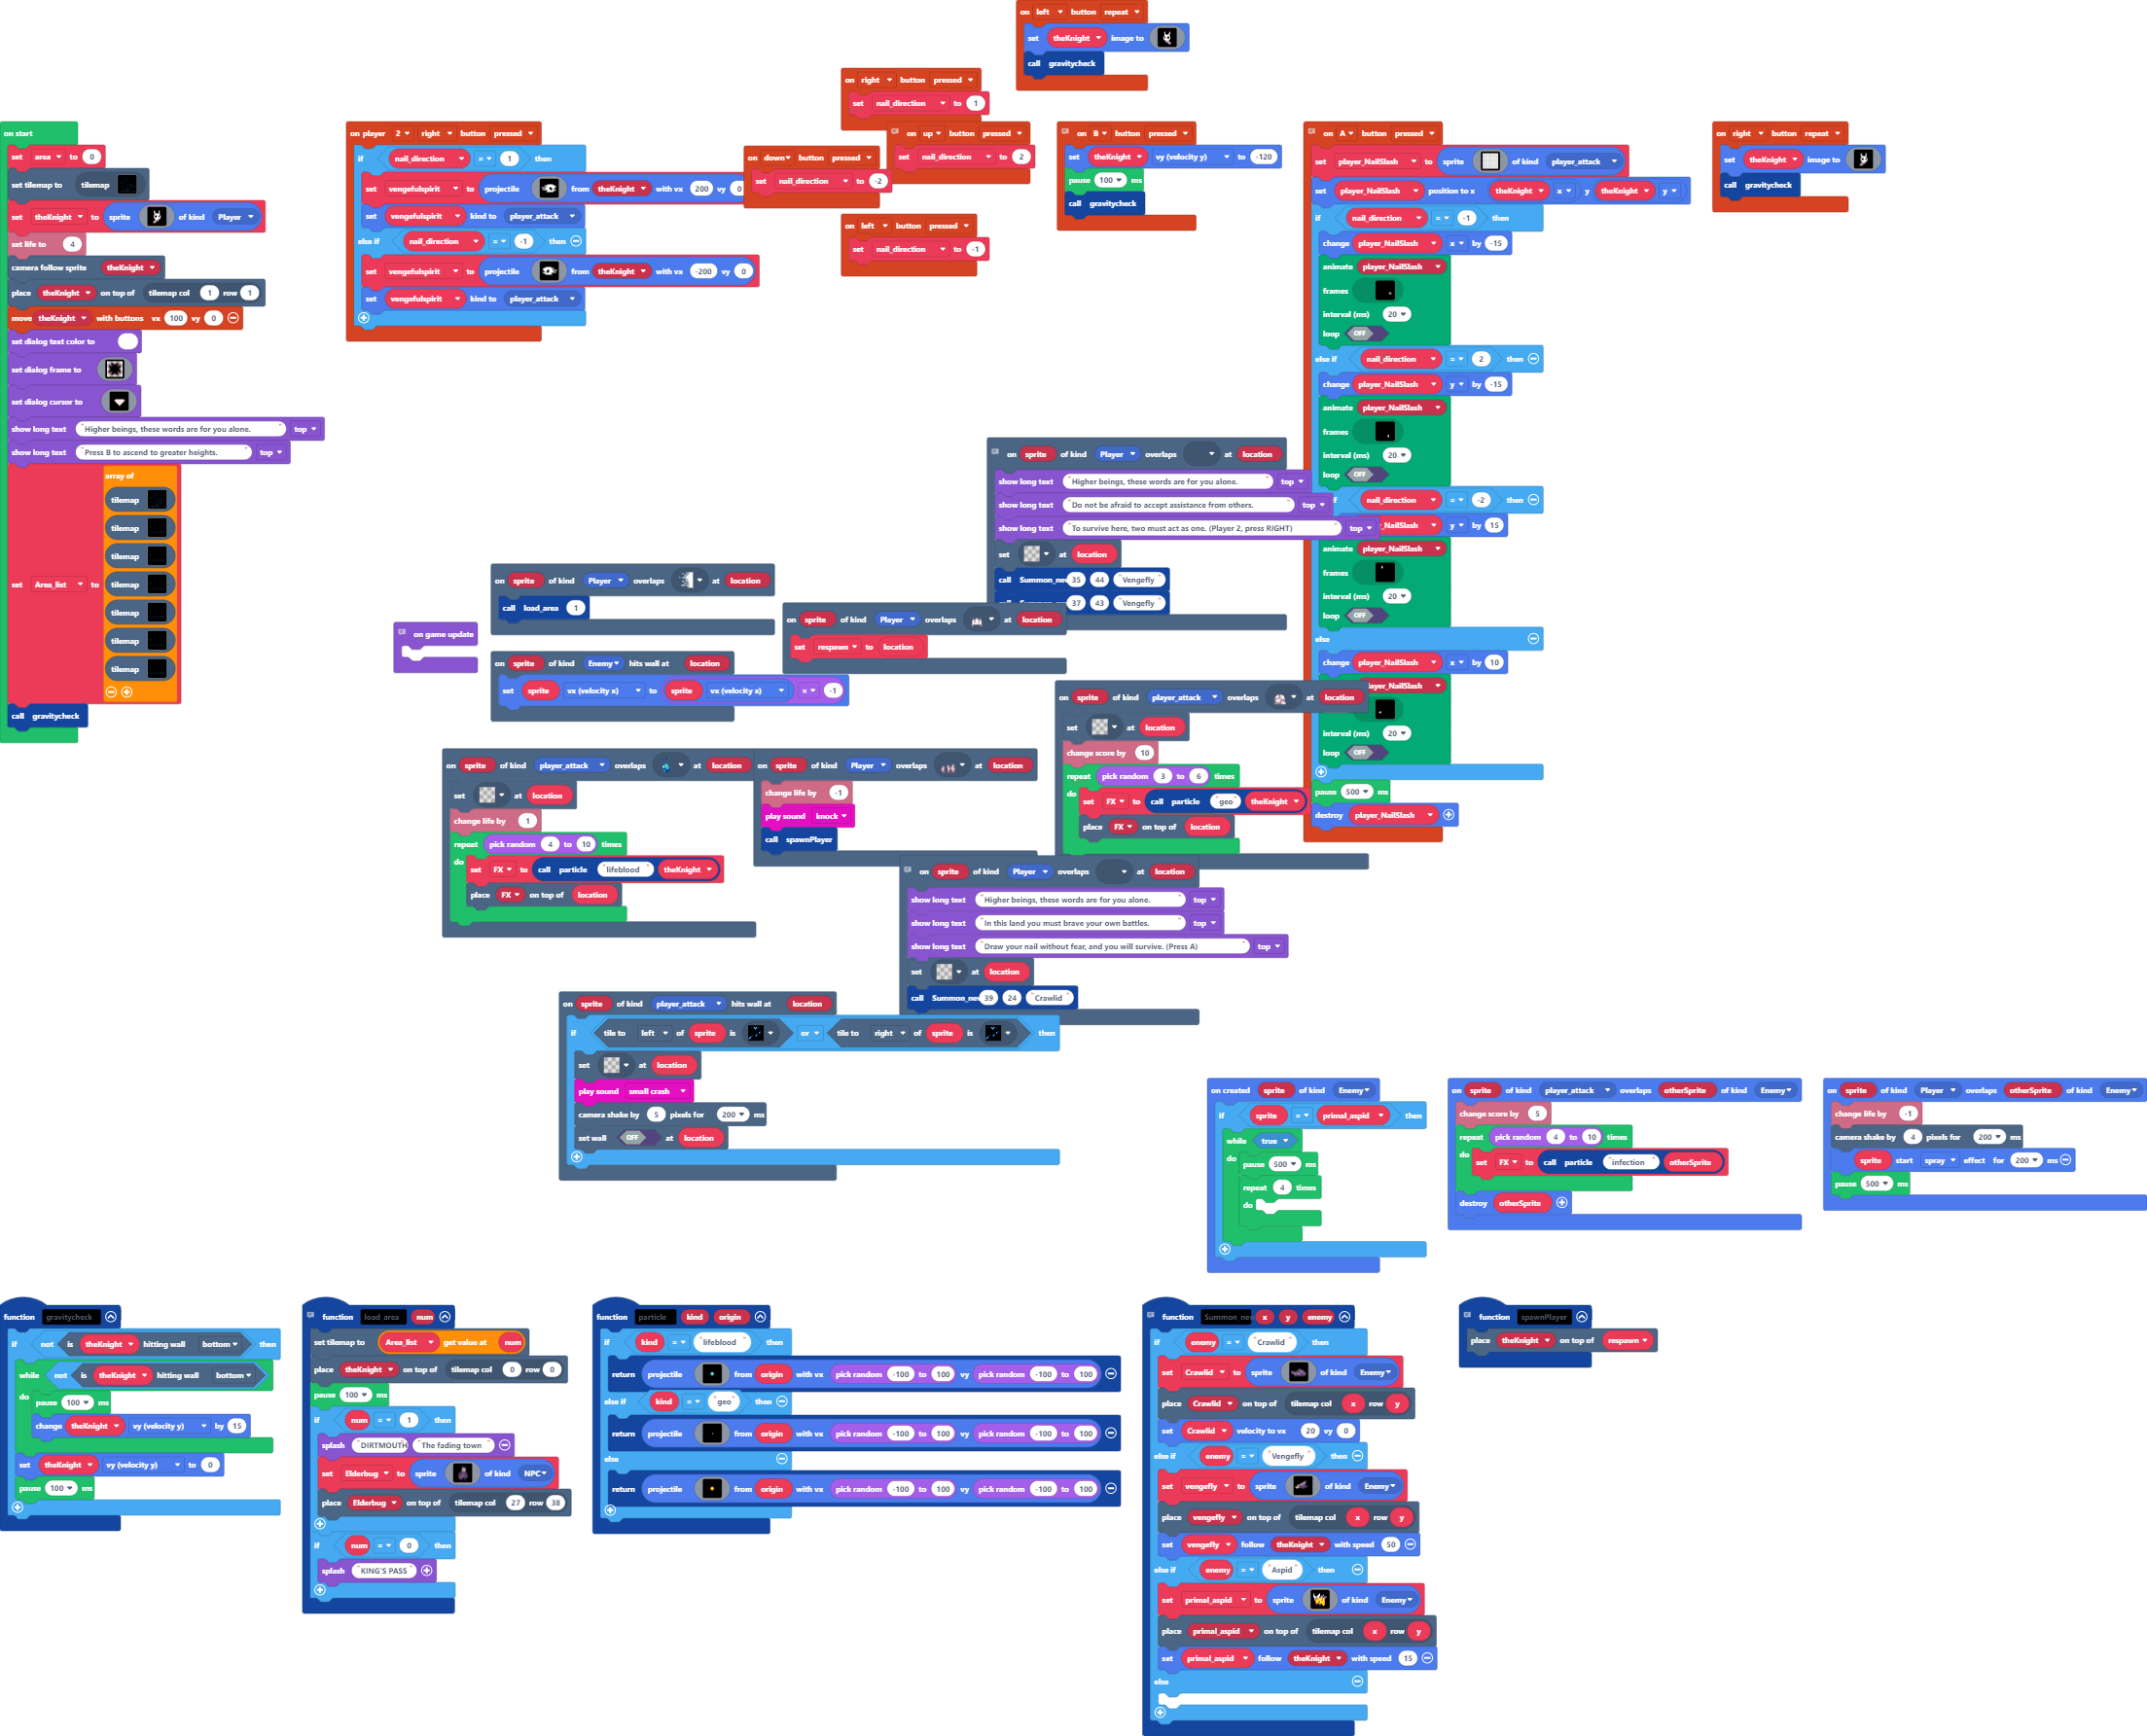 on left button repeat
set theKnight image to
call gravitycheck
on right button pressed
set nail_direction to 1
on start
set area to 0
set tilemap to tilemap
set theKnight to sprite of kind Player
set life to 4
camera follow sprite theKnight
place theKnight on top of tilemap col 1 row 1
move theKnight with buttons vx 100 vy 0
set dialog text color to
set dialog frame to
set dialog cursor to
show long text "Higher beings, these words are for you alone." top
show long text "Press B to ascend to greater heights." top
set Area_list to array of
tilemap
tilemap
tilemap
tilemap
tilemap
tilemap
tilemap
call gravitycheck
on player 2 right button pressed
if nail_direction = 1 then
set vengefulspirit to projectile from theKnight with vx 200 vy 0
set vengefulspirit kind to player_attack
else if nail_direction = -1 then
set vengefulspirit to projectile from theKnight with vx -200 vy 0
set vengefulspirit kind to player_attack
on down button pressed
set nail_direction to -2
on up button pressed
set nail_direction to 2
on left button pressed
set nail_direction to -1
on B button pressed
set theKnight vy (velocity y) to -120
pause 100 ms
call gravitycheck
on A button pressed
set player_NailSlash to sprite of kind player_attack
set player_NailSlash position to x theKnight x y theKnight y
if nail_direction = -1 then
change player_NailSlash x by -15
animate player_NailSlash
frames
interval (ms) 20
loop OFF
else if nail_direction = 2 then
change player_NailSlash y by -15
animate player_NailSlash
frames
interval (ms) 20
loop OFF
if nail_direction = -2 then
_NailSlash y by 15
animate player_NailSlash
frames
interval (ms) 20
loop OFF
else
change player_NailSlash x by 10
layer_NailSlash
interval (ms) 20
loop OFF
pause 500 ms
destroy player_NailSlash
on right button repeat
set theKnight image to
call gravitycheck
on sprite of kind Player overlaps at location
show long text "Higher beings, these words are for you alone." top
show long text "Do not be afraid to accept assistance from others." top
show long text "To survive here, two must act as one. (Player 2, press RIGHT)" top
set at location
call Summon_new 35 44 "Vengefly"
37 43 "Vengefly"
on sprite of kind Player overlaps at location
call load_area 1
on game update
on sprite of kind Player overlaps at location
set respawn to location
on sprite of kind Enemy hits wall at location
set sprite vx (velocity x) to sprite vx (velocity x) x -1
on sprite of kind player_attack overlaps at location
set at location
change score by 10
repeat pick random 3 to 6 times
do set FX to call particle "geo" theKnight
place FX on top of location
on sprite of kind player_attack overlaps at location
set at location
change life by 1
repeat pick random 4 to 10 times
do set FX to call particle "lifeblood" theKnight
place FX on top of location
on sprite of kind Player overlaps at location
change life by -1
play sound knock
call spawnPlayer
on sprite of kind Player overlaps at location
show long text "Higher beings, these words are for you alone." top
show long text "In this land you must brave your own battles." top
show long text "Draw your nail without fear, and you will survive. (Press A)" top
set at location
call Summon_new 39 24 "Crawlid"
on sprite of kind player_attack hits wall at location
if tile to left of sprite is or tile to right of sprite is then
set at location
play sound small crash
camera shake by 5 pixels for 200 ms
set wall OFF at location
on created sprite of kind Enemy
if sprite = primal_aspid then
while true
do pause 500 ms
repeat 4 times
do
on sprite of kind player_attack overlaps otherSprite of kind Enemy
change score by 5
repeat pick random 4 to 10 times
do set FX to call particle "infection" otherSprite
destroy otherSprite
on sprite of kind Player overlaps otherSprite of kind Enemy
change life by -1
camera shake by 4 pixels for 200 ms
sprite start spray effect for 200 ms
pause 500 ms
function gravitycheck
if not is theKnight hitting wall bottom then
while not is theKnight hitting wall bottom
do pause 100 ms
change theKnight vy (velocity y) by 15
set theKnight vy (velocity y) to 0
pause 100 ms
function load_area num
set tilemap to Area_list get value at num
place theKnight on top of tilemap col 0 row 0
pause 100 ms
if num = 1 then
splash "DIRTMOUTH "The fading town"
set Elderbug to sprite of kind NPC
place Elderbug on top of tilemap col 27 row 38
if num = 0 then
splash "KING'S PASS"
function particle kind origin
if kind = "lifeblood" then
return projectile from origin with vx pick random -100 to 100 vy pick random -100 to 100
else if kind = "geo" then
return projectile from origin with vx pick random -100 to 100 vy pick random -100 to 100
else
return projectile from origin with vx pick random -100 to 100 vy pick random -100 to 100
function Summon_new x y enemy
if enemy = "Crawlid" then
set Crawlid to sprite of kind Enemy
place Crawlid on top of tilemap col x row y
set Crawlid velocity to vx 20 vy 0
else if enemy = "Vengefly" then
set vengefly to sprite of kind Enemy
place vengefly on top of tilemap col x row y
set vengefly follow theKnight with speed 50
else if enemy = "Aspid" then
set primal_aspid to sprite of kind Enemy
place primal_aspid on top of tilemap col x row y
set primal_aspid follow theKnight with speed 15
else
function spawnPlayer
place theKnight on top of respawn